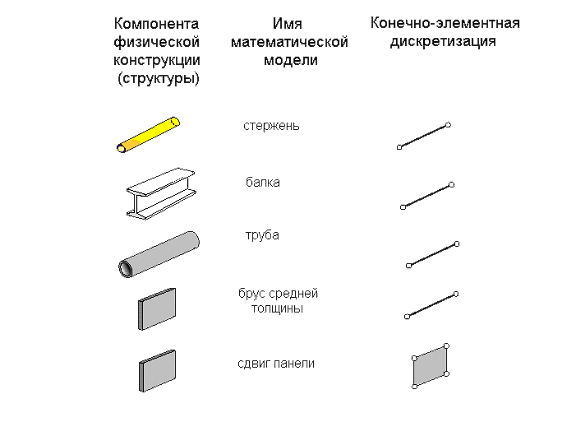 Компонента
физической
конструкции
(структуры)
Имя
математической
модели
Конечно-элементная
дискретизация
стержень
балка
труба
брус средней
толщины
сдвиг панели